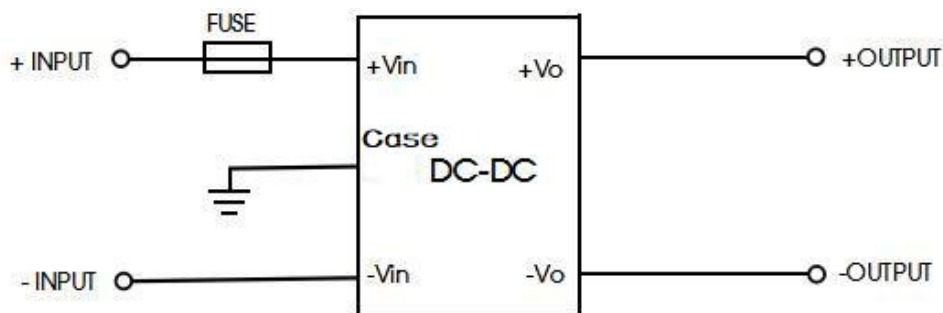 FUSE
+ INPUT
+Vin
+Vo
+OUTPUT
Case
DC-DC
- INPUT
-Vin
-Vo
-OUTPUT